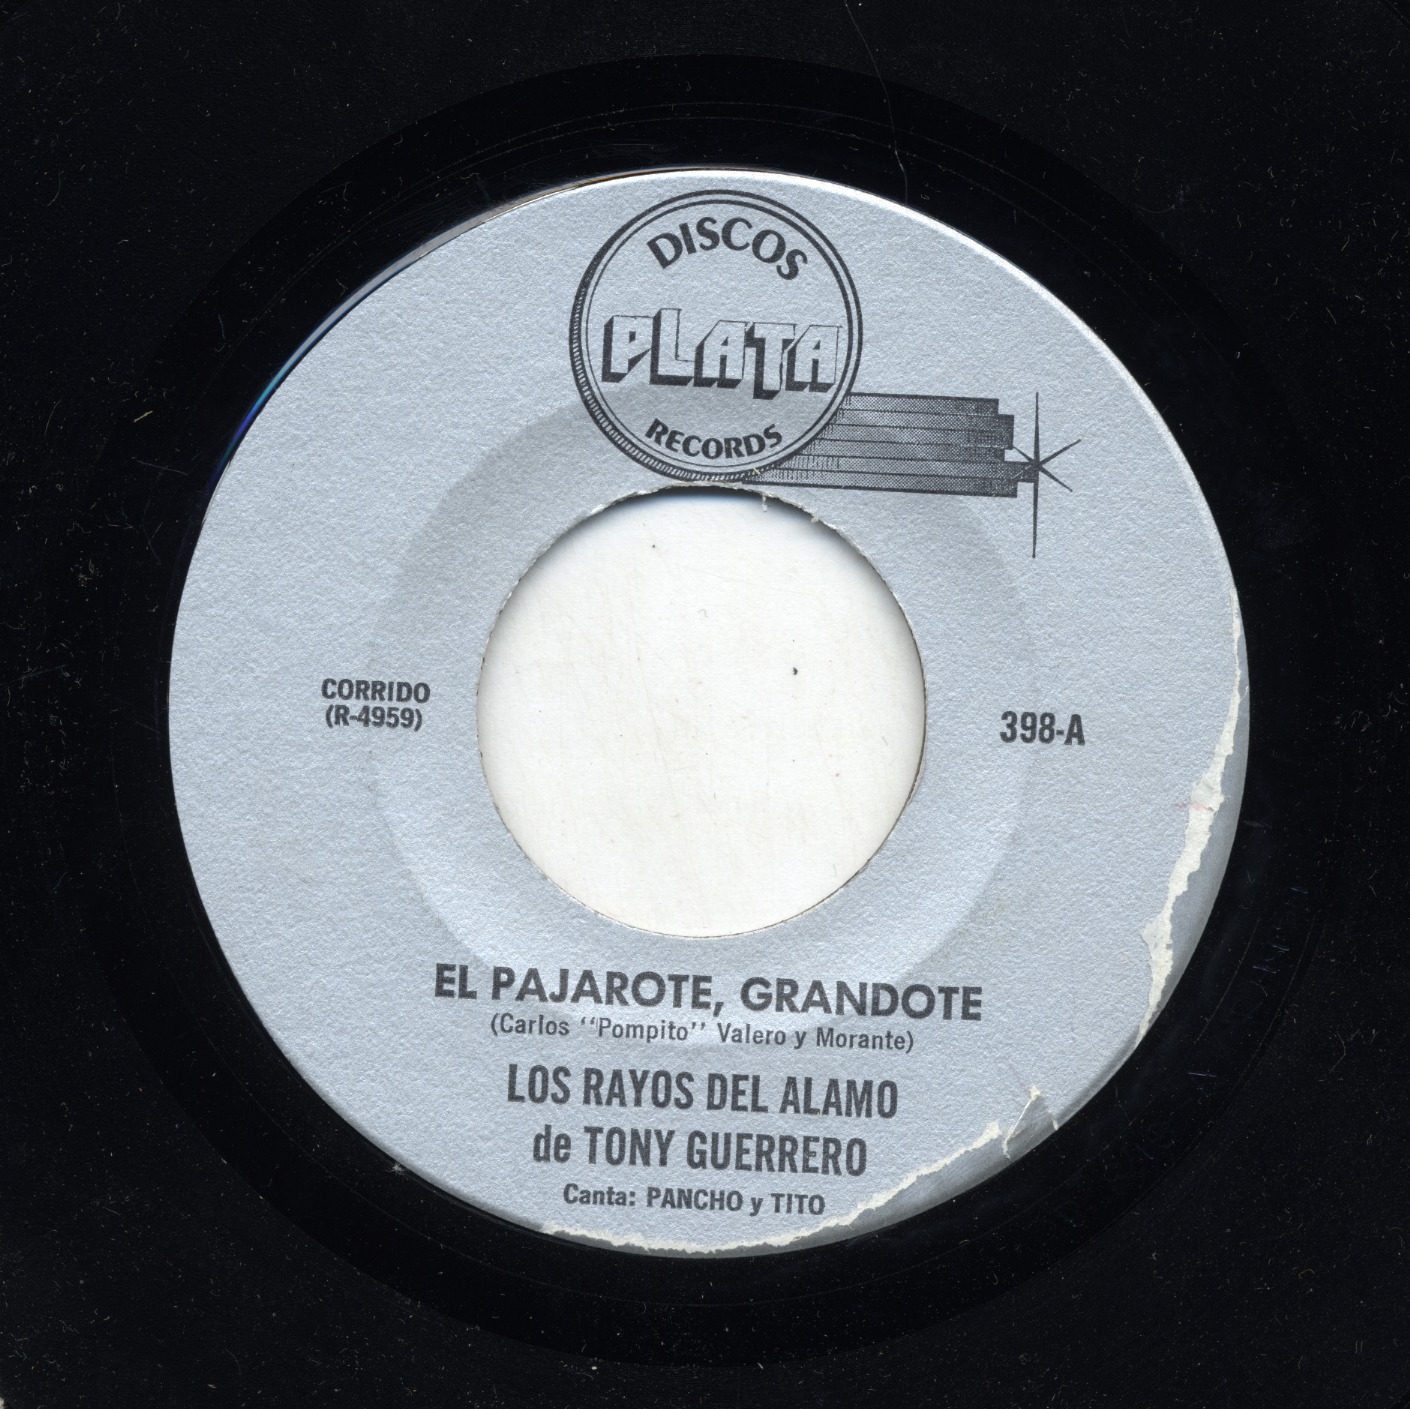 DISCOS
PLATA
RECORDS
CORRIDO
(R-4959)
398-A
EL PAJAROTE, GRANDOTE
(Carlos "Pompito" Valero y Morante)
LOS RAYOS DEL ALAMO
de TONY GUERRERO
Canta: PANCHO y TITO